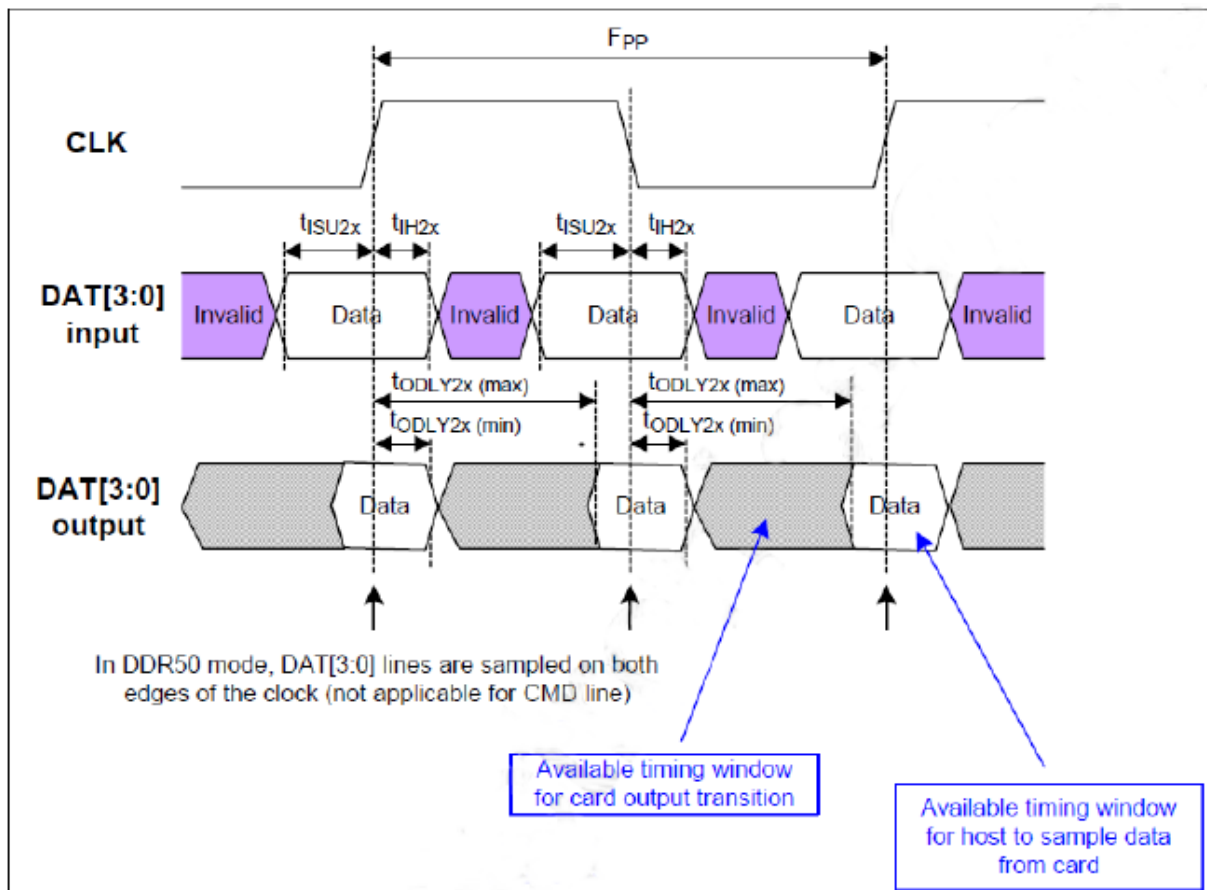 FPP
CLK
tISU2x tIH2x tISU2x tIH2x
DAT[3:0]
input
Invalid Data Invalid Data Invalid Data Invalid
tODLY2x (max) tODLY2x (max)
tODLY2x (min) tODLY2x (min)
DAT[3:0]
output
Data Data Data
In DDR50 mode, DAT[3:0] lines are sampled on both
edges of the clock (not applicable for CMD line)
Available timing window
for card output transition
Available timing window
for host to sample data
from card